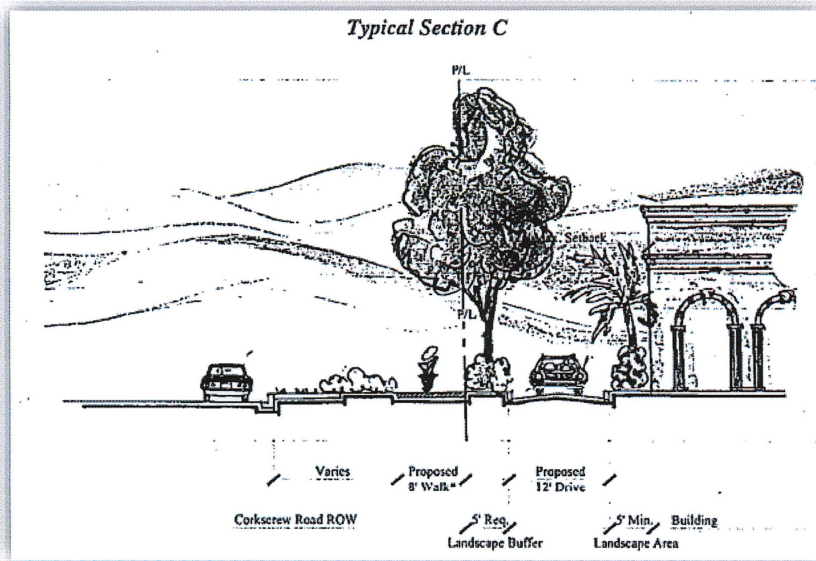 Typical Section C
P/L
Setback
P/L
Varies
Proposed
8' Walk*
Proposed
12' Drive
Corkscrew Road ROW
5' Req.
Landscape Buffer
5' Min.
Landscape Area
Building